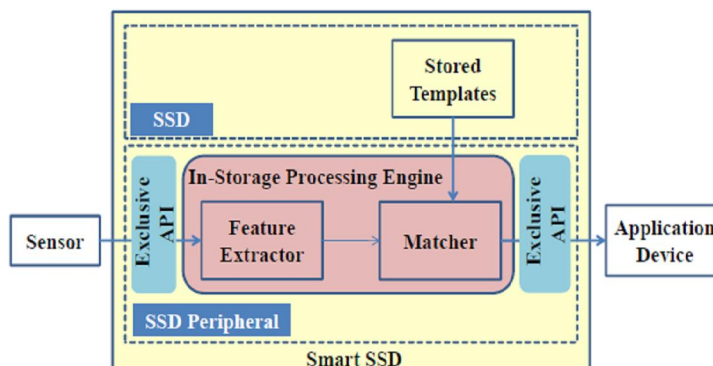 Stored
Templates
SSD
In-Storage Processing Engine
Sensor
Exclusive
API
Feature
Extractor
Matcher
Exclusive
API
Application
Device
SSD Peripheral
Smart SSD